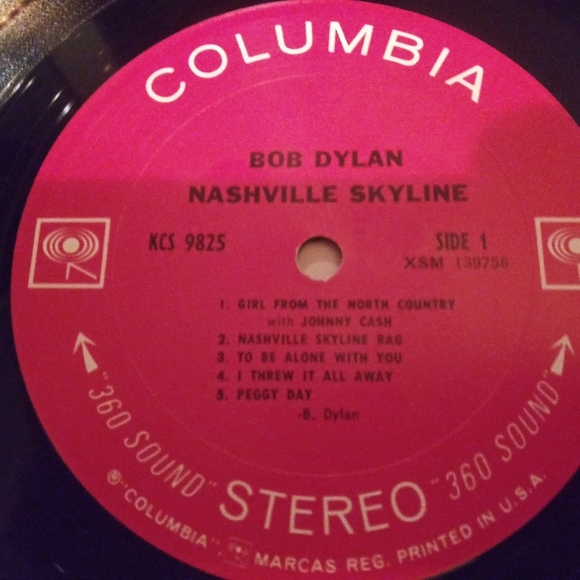 COLUMBIA
BOB DYLAN
NASHVILLE SKYLINE
KCS 9825
SIDE 1
XSM 139756
1. GIRL FROM THE NORTH COUNTRY
with JOHNNY CASH
2. NASHVILLE SKYLINE RAG
3. TO BE ALONE WITH YOU
4. I THREW IT ALL AWAY
5. PEGGY DAY
-B. Dylan
"360 SOUND" STEREO "360 SOUND"
® "COLUMBIA", MARCAS REG. PRINTED IN U.S.A.